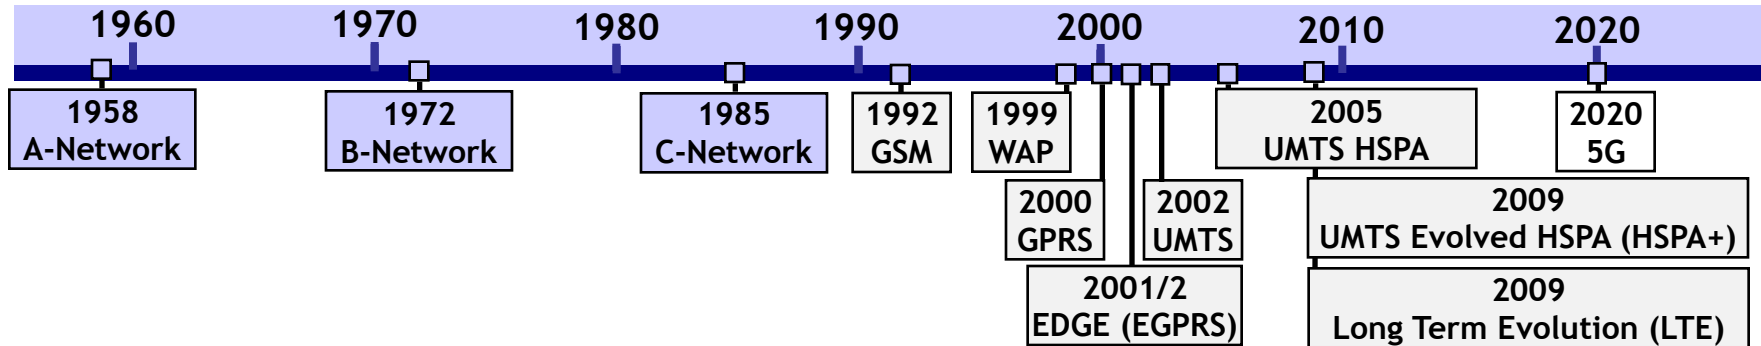 1960
1970
1980
1990
2000
2010
2020
1958
A-Network
1972
B-Network
1985
C-Network
1992
GSM
1999
WAP
2005
UMTS HSPA
2020
5G
2000
GPRS
2002
UMTS
2009
UMTS Evolved HSPA (HSPA+)
2001/2
EDGE (EGPRS)
2009
Long Term Evolution (LTE)